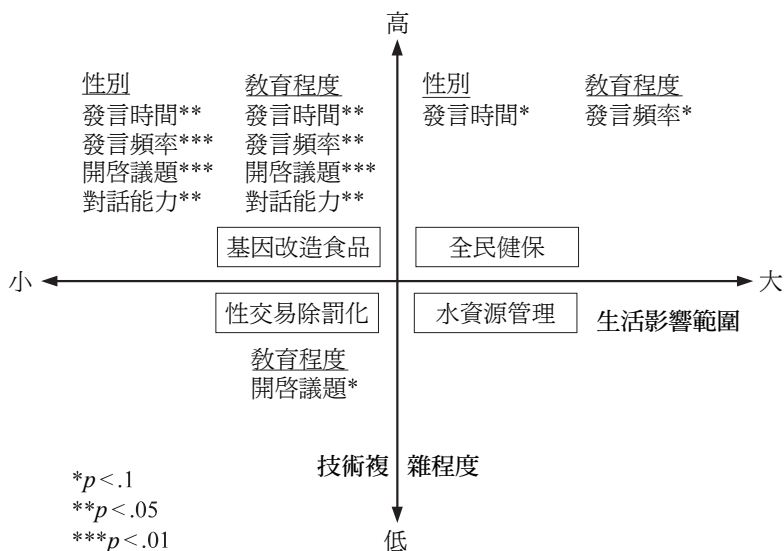 高
性別 教育程度 性別 教育程度
發言時間** 發言時間** 發言時間* 發言頻率*
發言頻率*** 發言頻率**
開啓議題*** 開啓議題***
對話能力** 對話能力**
基因改造食品 全民健保
小 大
性交易除罰化 水資源管理 生活影響範圍
教育程度
開啓議題*
技術複 雜程度
*p<.1
**p<.05
***p<.01
低